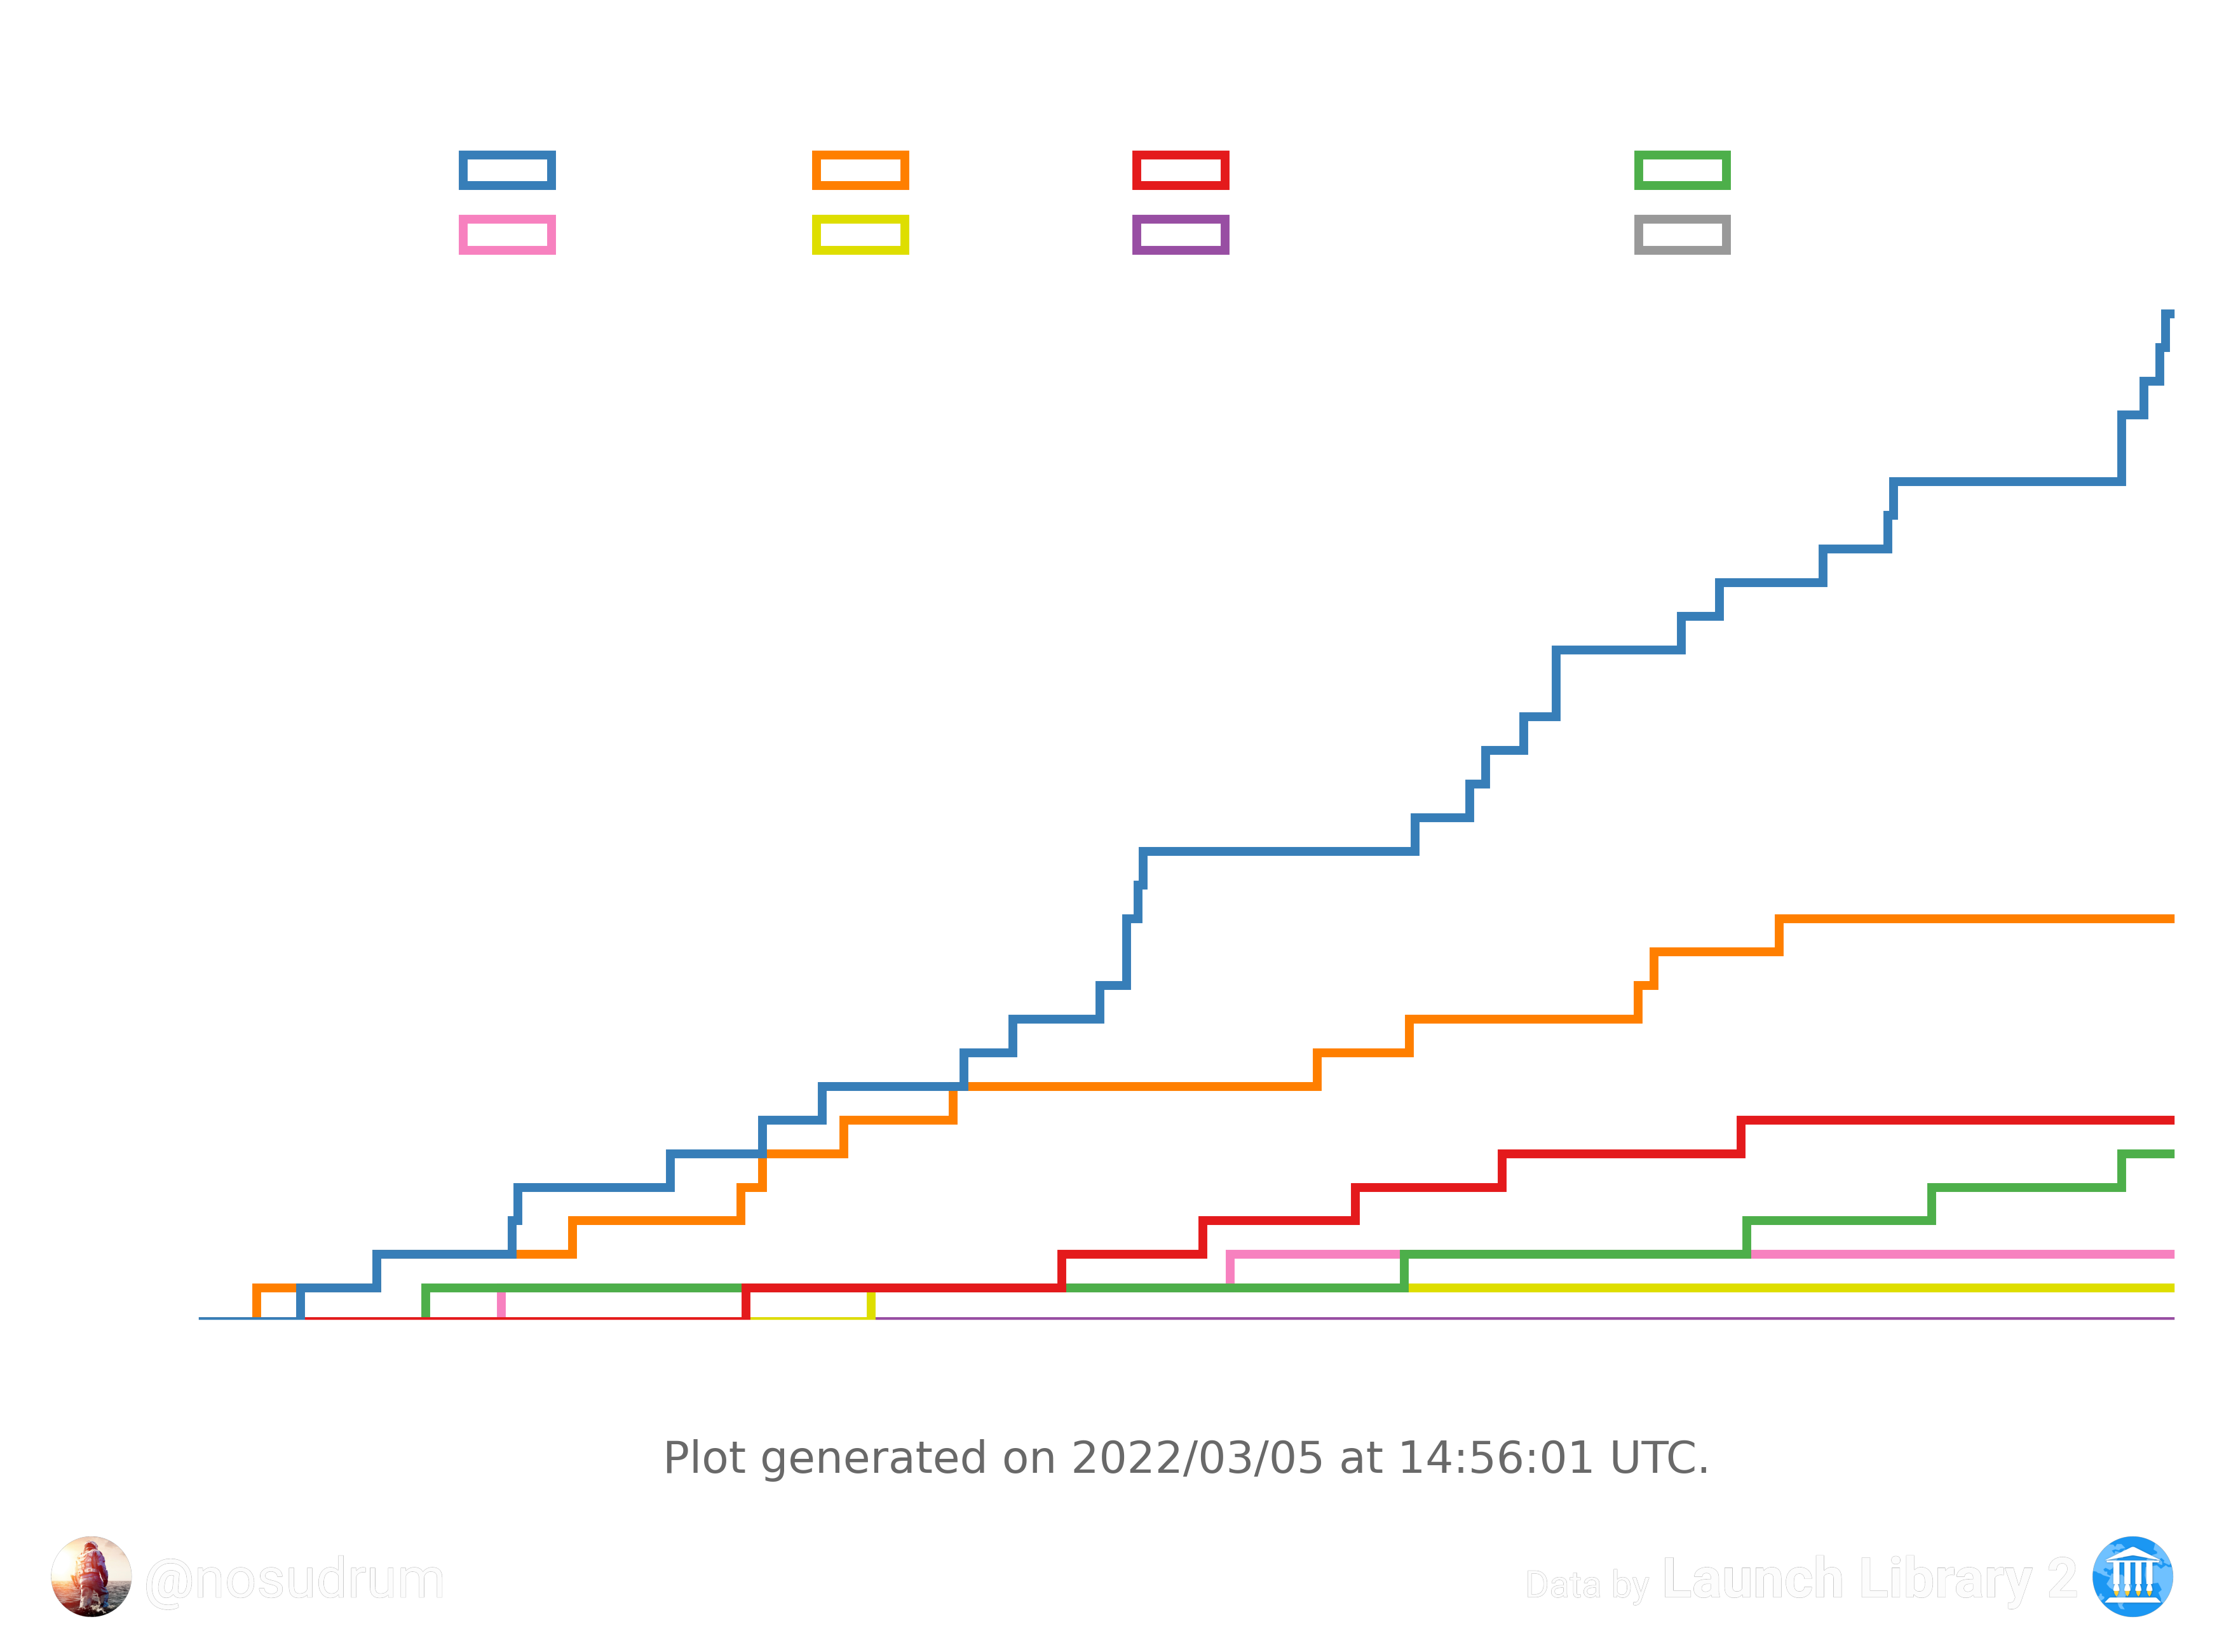 Plot generated on 2022/03/05 at 14:56:01 UTC.
@nosudrum
Data by Launch Library 2